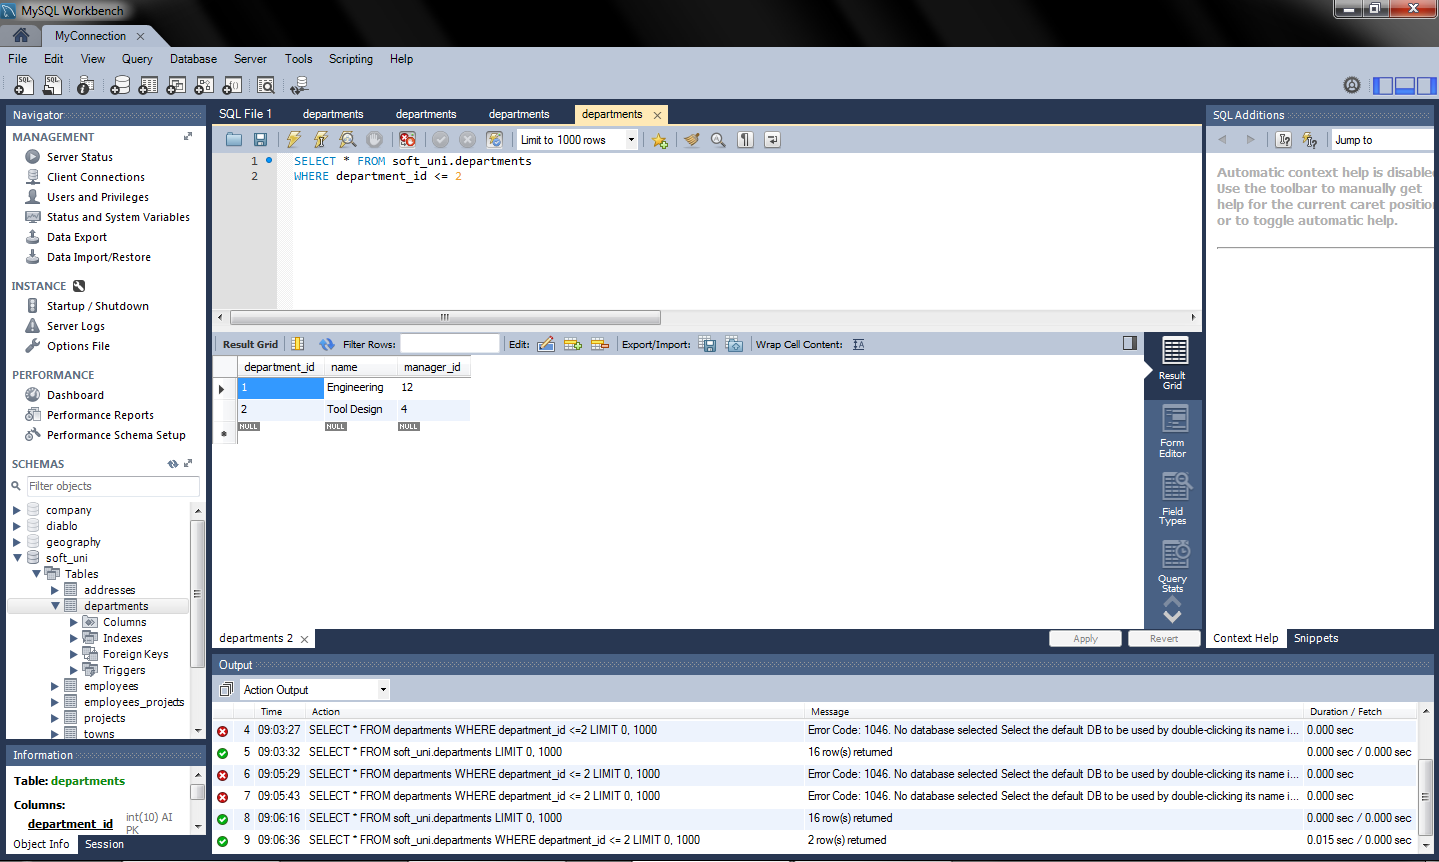 MySQL Workbench
MyConnection
File Edit View Query Database Server Tools Scripting Help
Navigator
MANAGEMENT
Server Status
Client Connections
Users and Privileges
Status and System Variables
Data Export
Data Import/Restore
INSTANCE
Startup / Shutdown
Server Logs
Options File
PERFORMANCE
Dashboard
Performance Reports
Performance Schema Setup
SCHEMAS
Filter objects
company
diablo
geography
soft_uni
Tables
addresses
departments
Columns
Indexes
Foreign Keys
Triggers
employees
employees_projects
projects
towns
Information
Table: departments
Columns:
department_id int(10) AI
PK
Object Info Session
SQL File 1 departments departments departments departments
Limit to 1000 rows
1 SELECT * FROM soft_uni.departments
2 WHERE department_id <= 2
Result Grid Filter Rows: Edit: Export/Import: Wrap Cell Content:
department_id name manager_id
1 Engineering 12
2 Tool Design 4
NULL NULL NULL
Result
Grid
Form
Editor
Field
Types
Query
Stats
departments 2
Apply Revert
SQL Additions
Jump to
Automatic context help is disabled
Use the toolbar to manually get
help for the current caret position
or to toggle automatic help.
Context Help Snippets
Output
Action Output
Time Action Message Duration / Fetch
4 09:03:27 SELECT * FROM departments WHERE department_id <=2 LIMIT 0, 1000 Error Code: 1046. No database selected Select the default DB to be used by double-clicking its name i... 0.000 sec
5 09:03:32 SELECT * FROM soft_uni.departments LIMIT 0, 1000 16 row(s) returned 0.000 sec / 0.000 sec
6 09:05:29 SELECT * FROM departments WHERE department_id <= 2 LIMIT 0, 1000 Error Code: 1046. No database selected Select the default DB to be used by double-clicking its name i... 0.000 sec
7 09:05:43 SELECT * FROM departments WHERE department_id <= 2 LIMIT 0, 1000 Error Code: 1046. No database selected Select the default DB to be used by double-clicking its name i... 0.000 sec
8 09:06:16 SELECT * FROM soft_uni.departments LIMIT 0, 1000 16 row(s) returned 0.000 sec / 0.000 sec
9 09:06:36 SELECT * FROM soft_uni.departments WHERE department_id <= 2 LIMIT 0, 1000 2 row(s) returned 0.015 sec / 0.000 sec